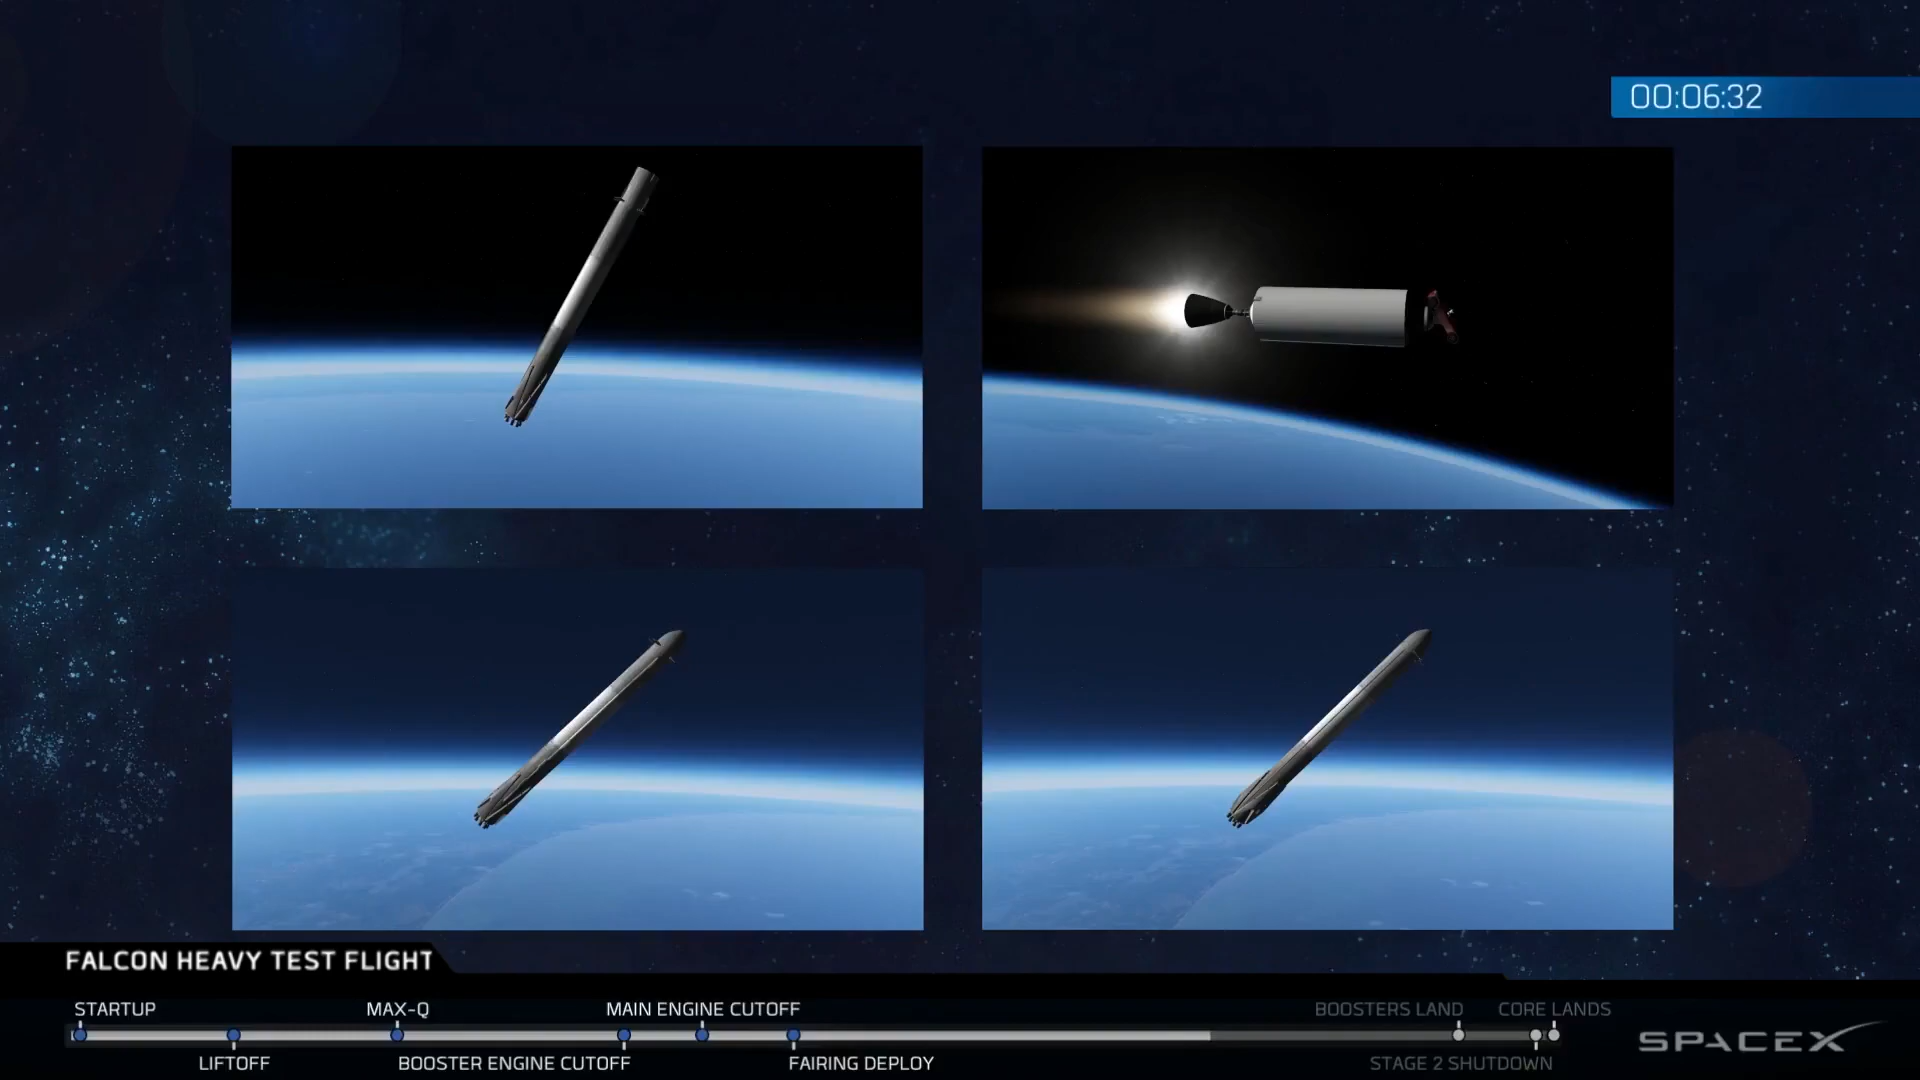 00:06:32
FALCON HEAVY TEST FLIGHT
STARTUP
MAX-Q
MAIN ENGINE CUTOFF
BOOSTERS LAND
CORE LANDS
LIFTOFF
BOOSTER ENGINE CUTOFF
FAIRING DEPLOY
STAGE 2 SHUTDOWN
SPACEX